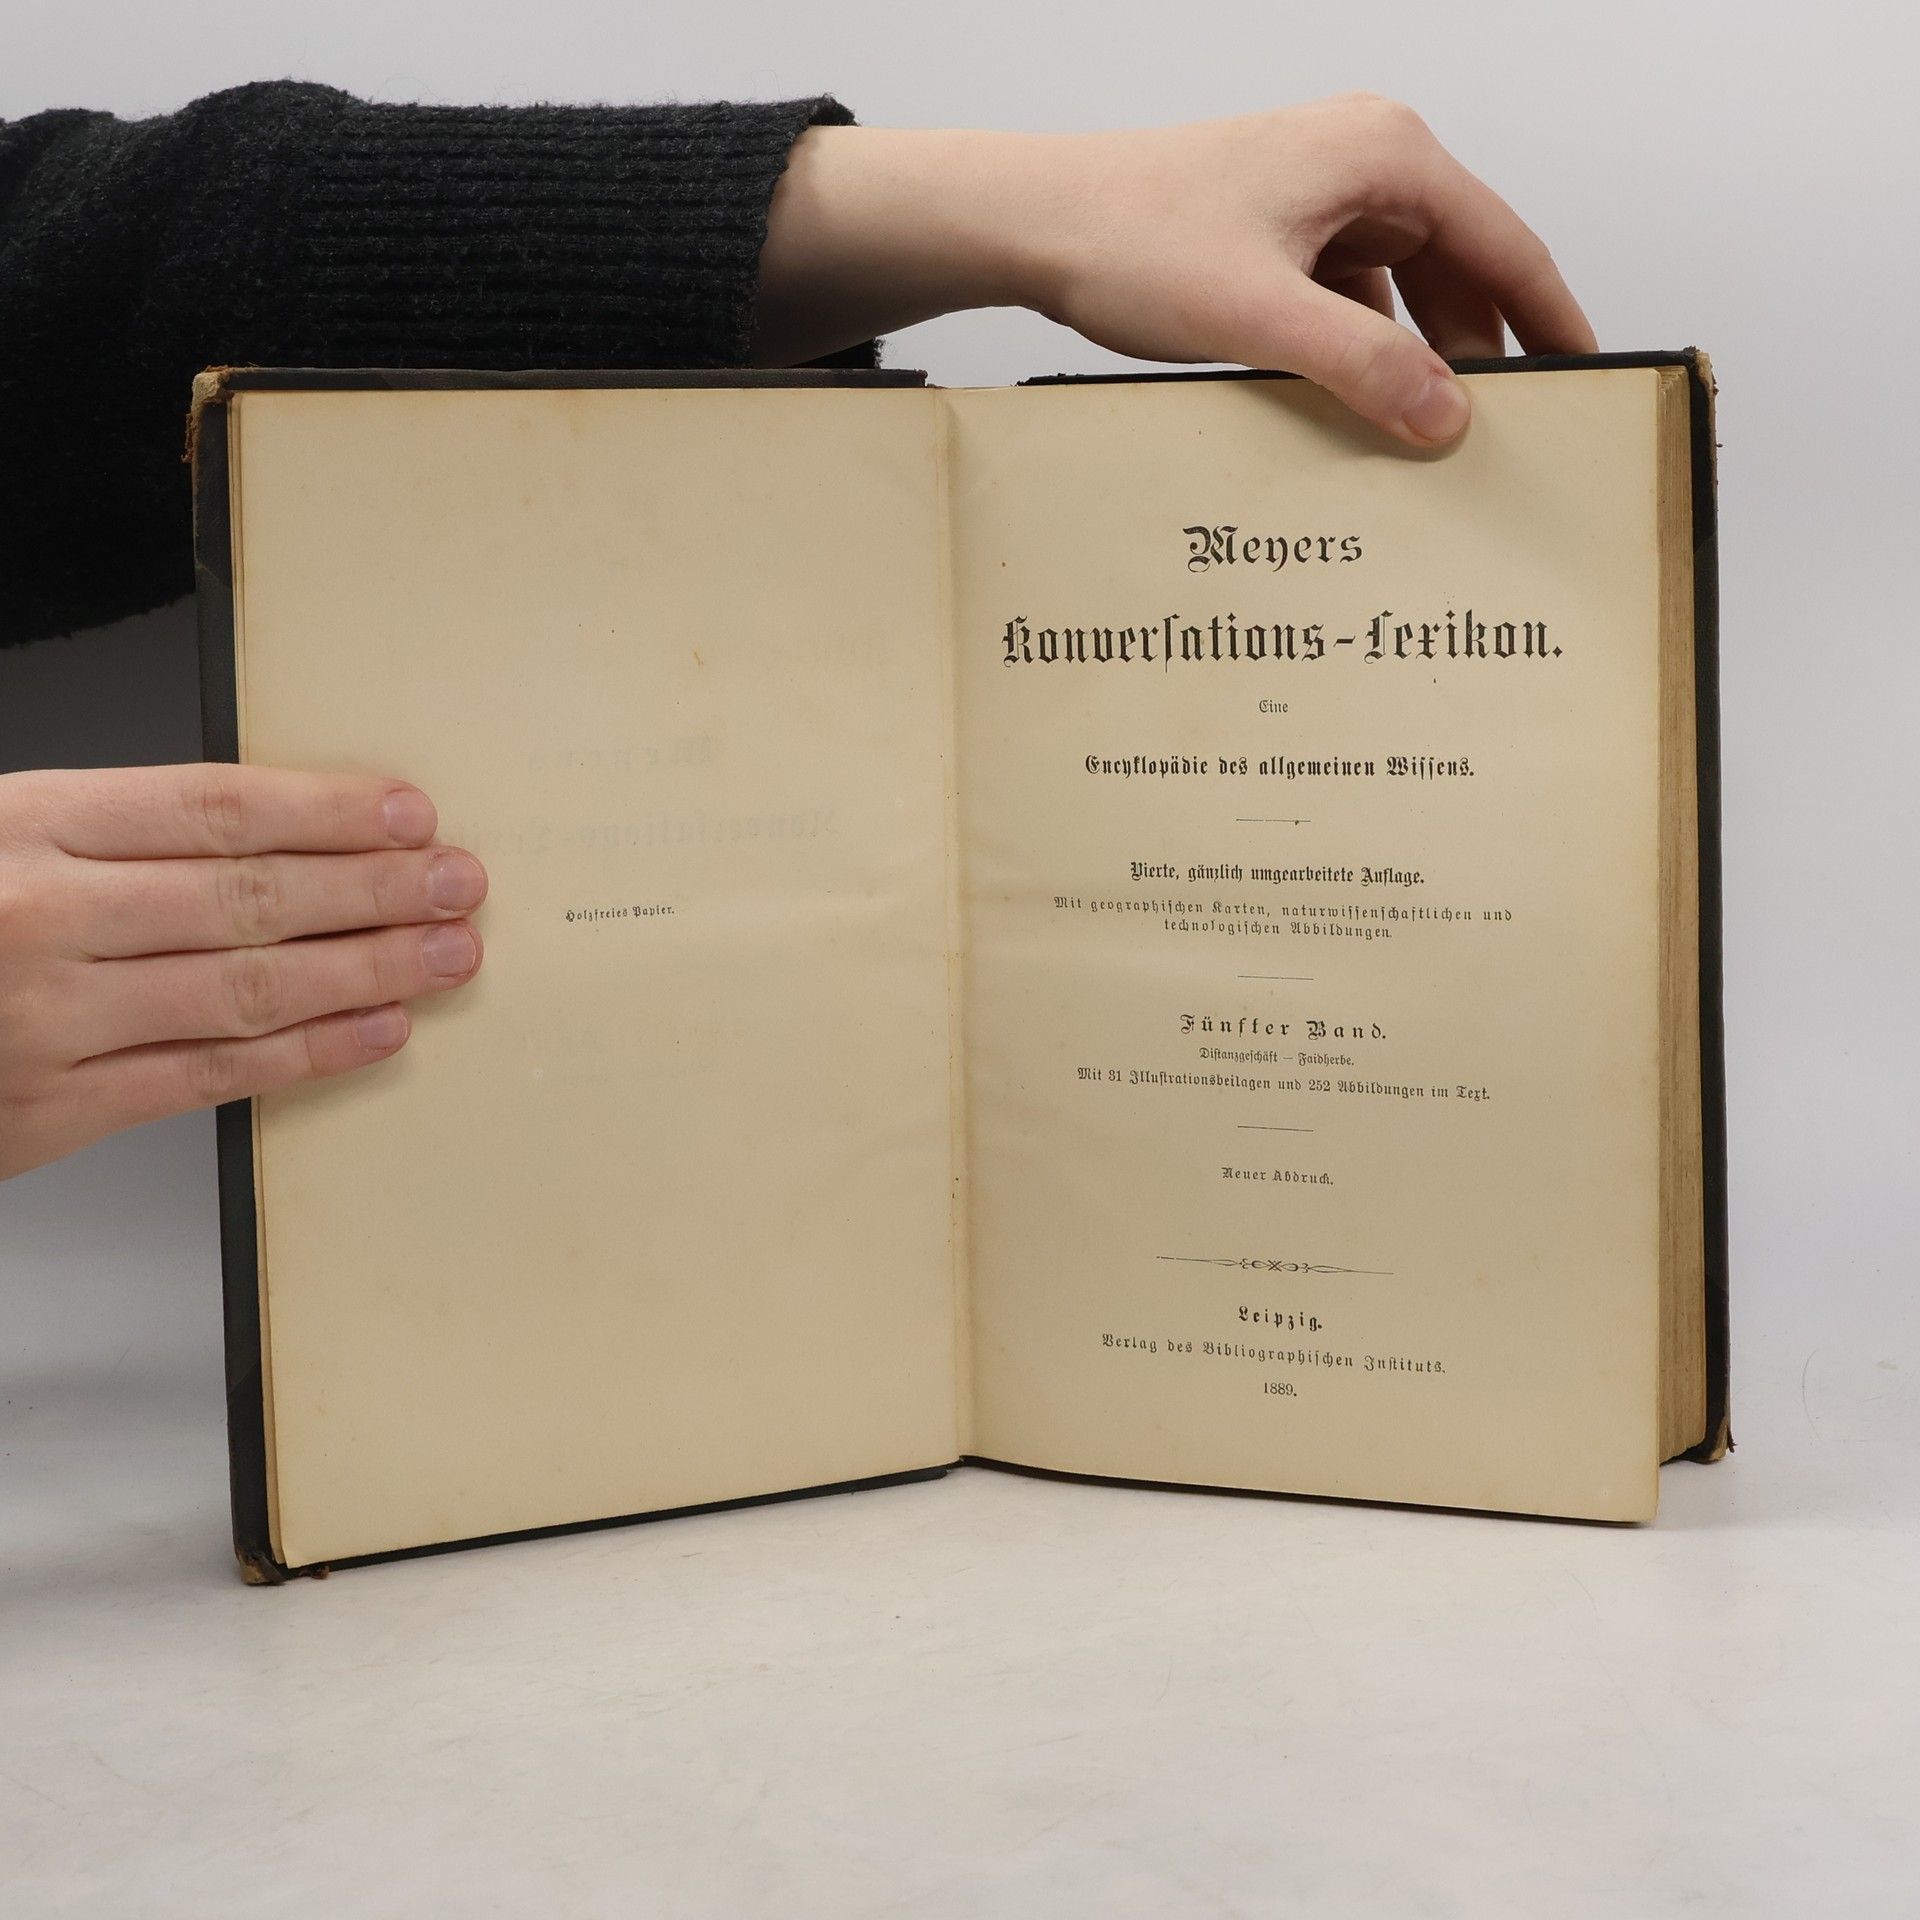 Holzfreies Papier.
Meyers
Konverſations-Lexikon.
Eine
Encyklopädie des allgemeinen Wiſſens.
Vierte, gänzlich umgearbeitete Auflage.
Mit geographiſchen Karten, naturwiſſenſchaftlichen und
technologiſchen Abbildungen.
Fünfter Band.
Diſtanzgeſchäft — Faidherbe.
Mit 31 Illuſtrationsbeilagen und 252 Abbildungen im Text.
Neuer Abdruck.
Leipzig.
Verlag des Bibliographiſchen Inſtituts.
1889.